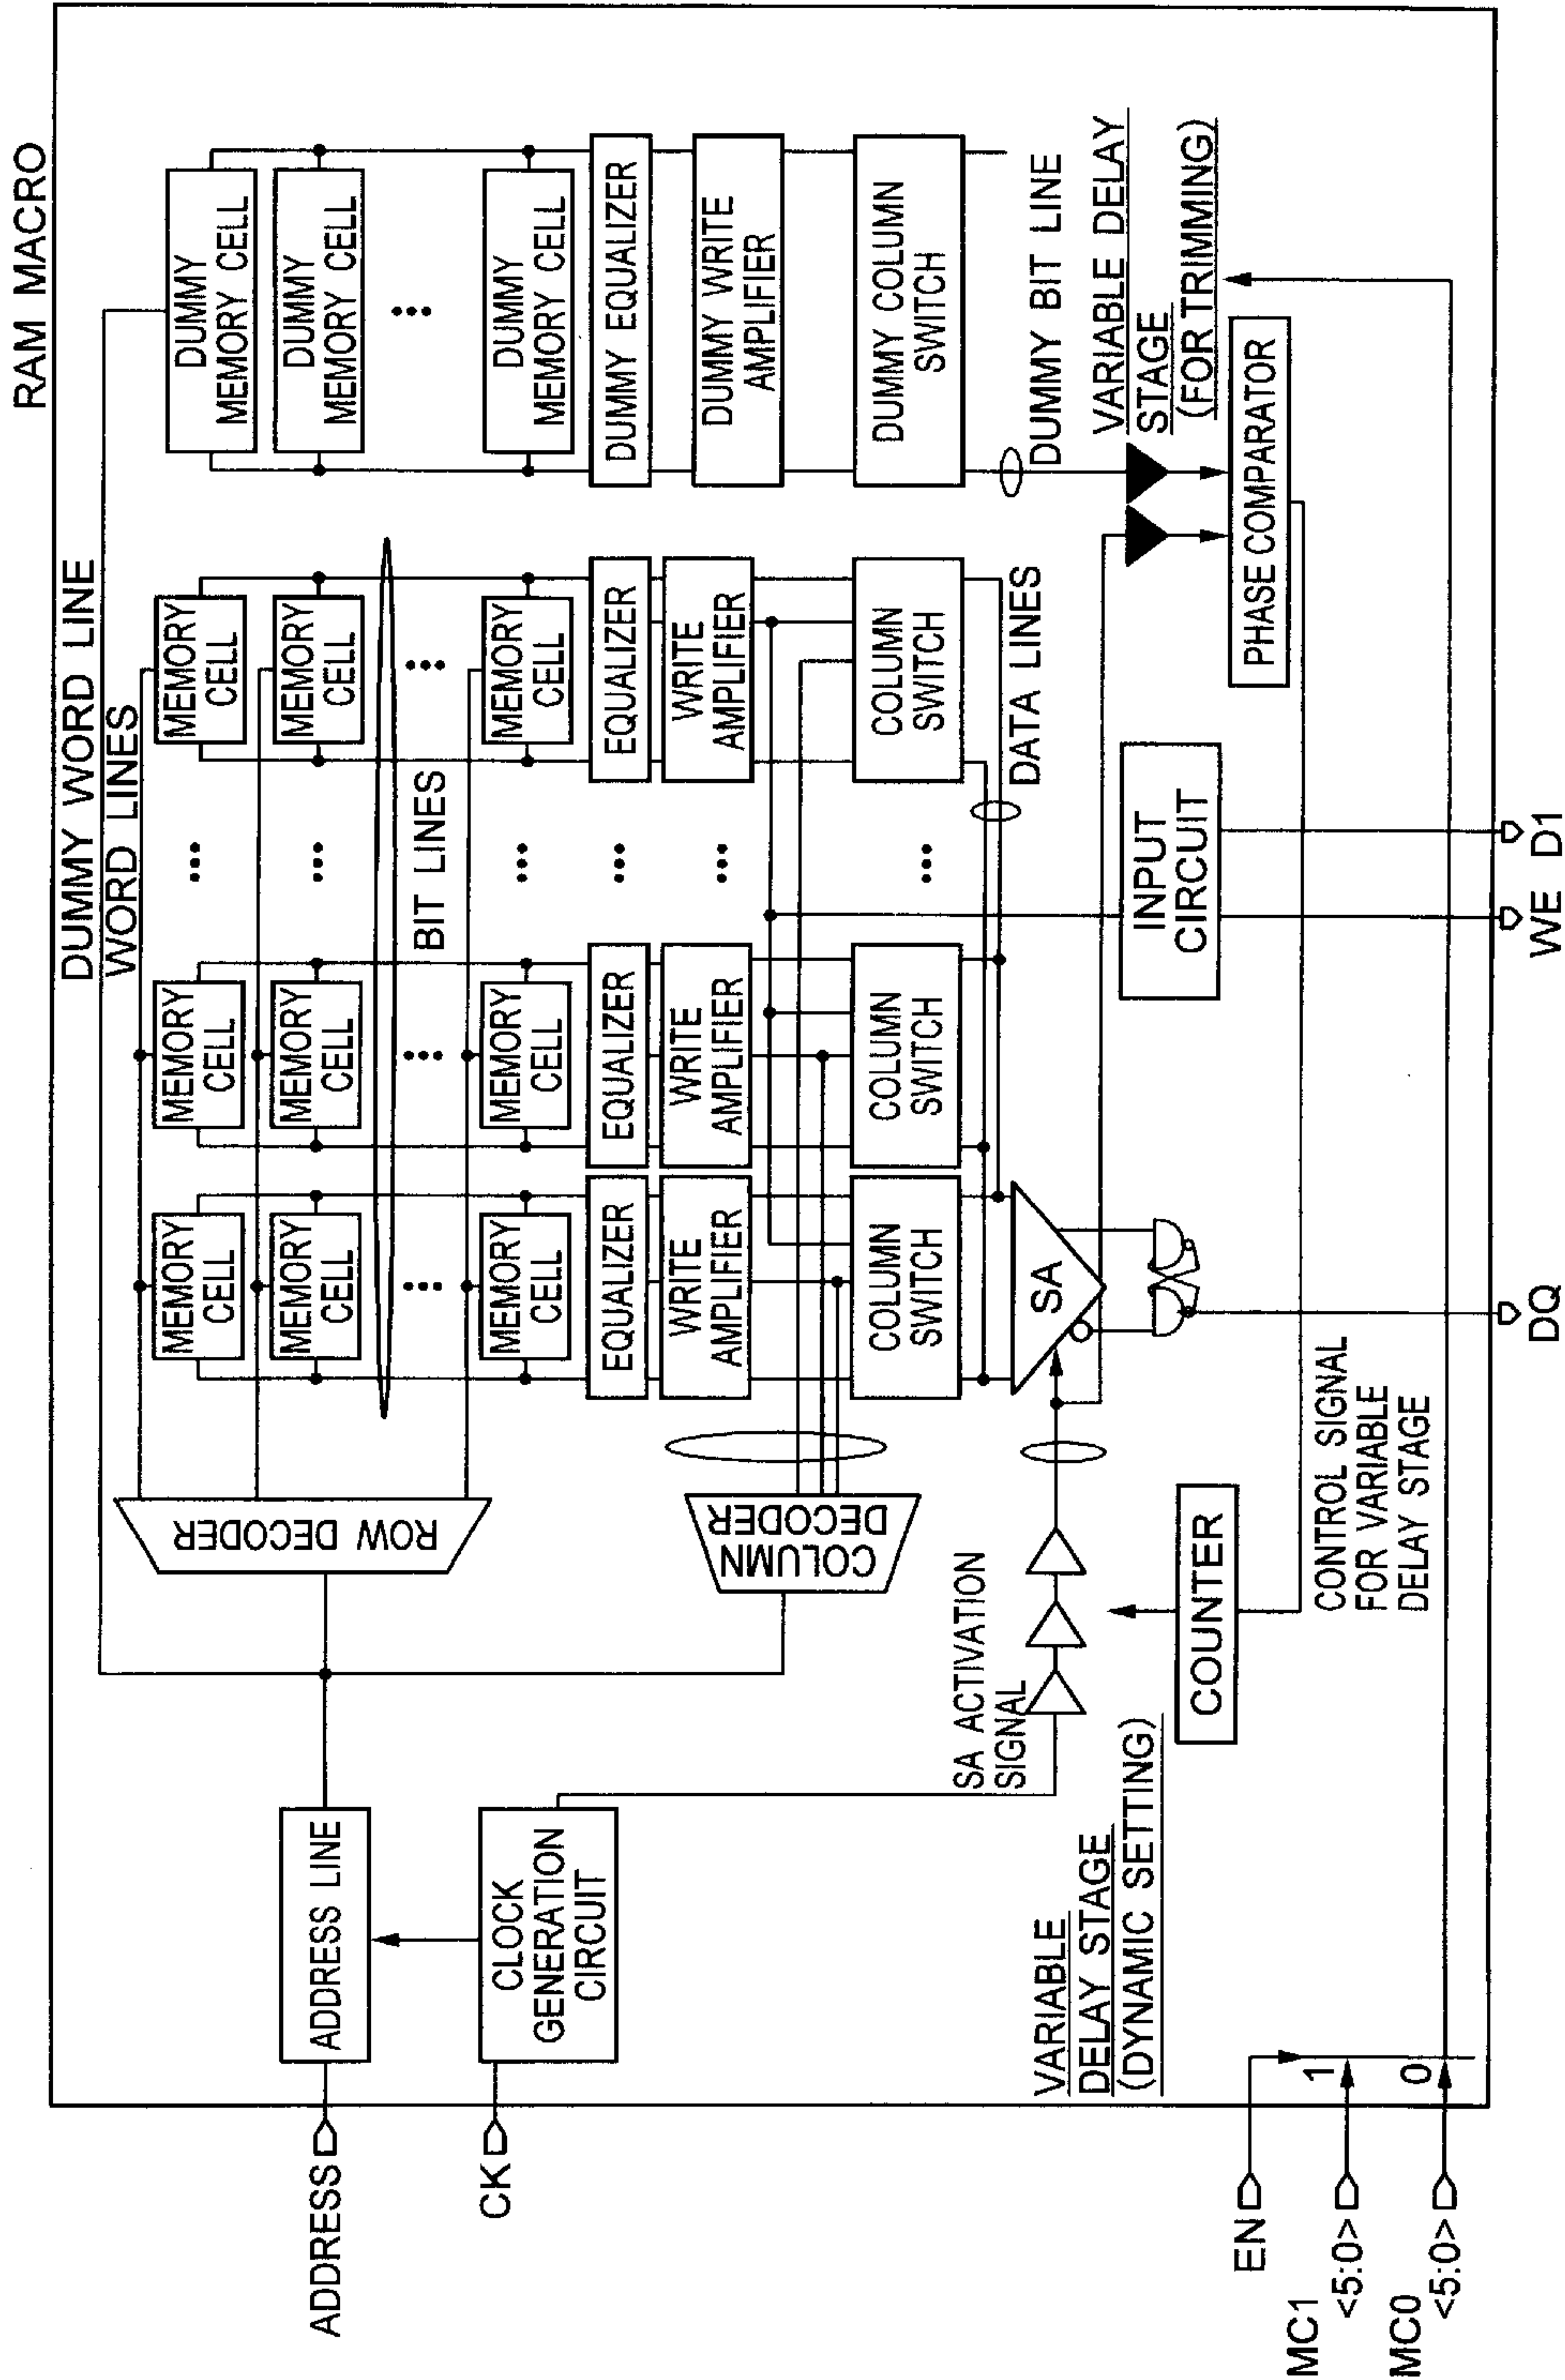 RAM MACRO
DUMMY WORD LINE
WORD LINES
DUMMY
MEMORY CELL
DUMMY
MEMORY CELL
DUMMY
MEMORY CELL
DUMMY EQUALIZER
DUMMY WRITE
AMPLIFIER
DUMMY COLUMN
SWITCH
DUMMY BIT LINE
VARIABLE DELAY
STAGE
(FOR TRIMMING)
PHASE COMPARATOR
MEMORY
CELL
MEMORY
CELL
MEMORY
CELL
EQUALIZER
WRITE
AMPLIFIER
COLUMN
SWITCH
DATA LINES
BIT LINES
MEMORY
CELL
MEMORY
CELL
MEMORY
CELL
EQUALIZER
WRITE
AMPLIFIER
COLUMN
SWITCH
MEMORY
CELL
MEMORY
CELL
MEMORY
CELL
EQUALIZER
WRITE
AMPLIFIER
COLUMN
SWITCH
SA
INPUT
CIRCUIT
D1
WE
DQ
ROW DECODER
COLUMN
DECODER
SA ACTIVATION
SIGNAL
COUNTER
CONTROL SIGNAL
FOR VARIABLE
DELAY STAGE
ADDRESS LINE
CLOCK
GENERATION
CIRCUIT
VARIABLE
DELAY STAGE
(DYNAMIC SETTING)
1
0
ADDRESS
CK
EN
MC1
<5:0>
MC0
<5:0>